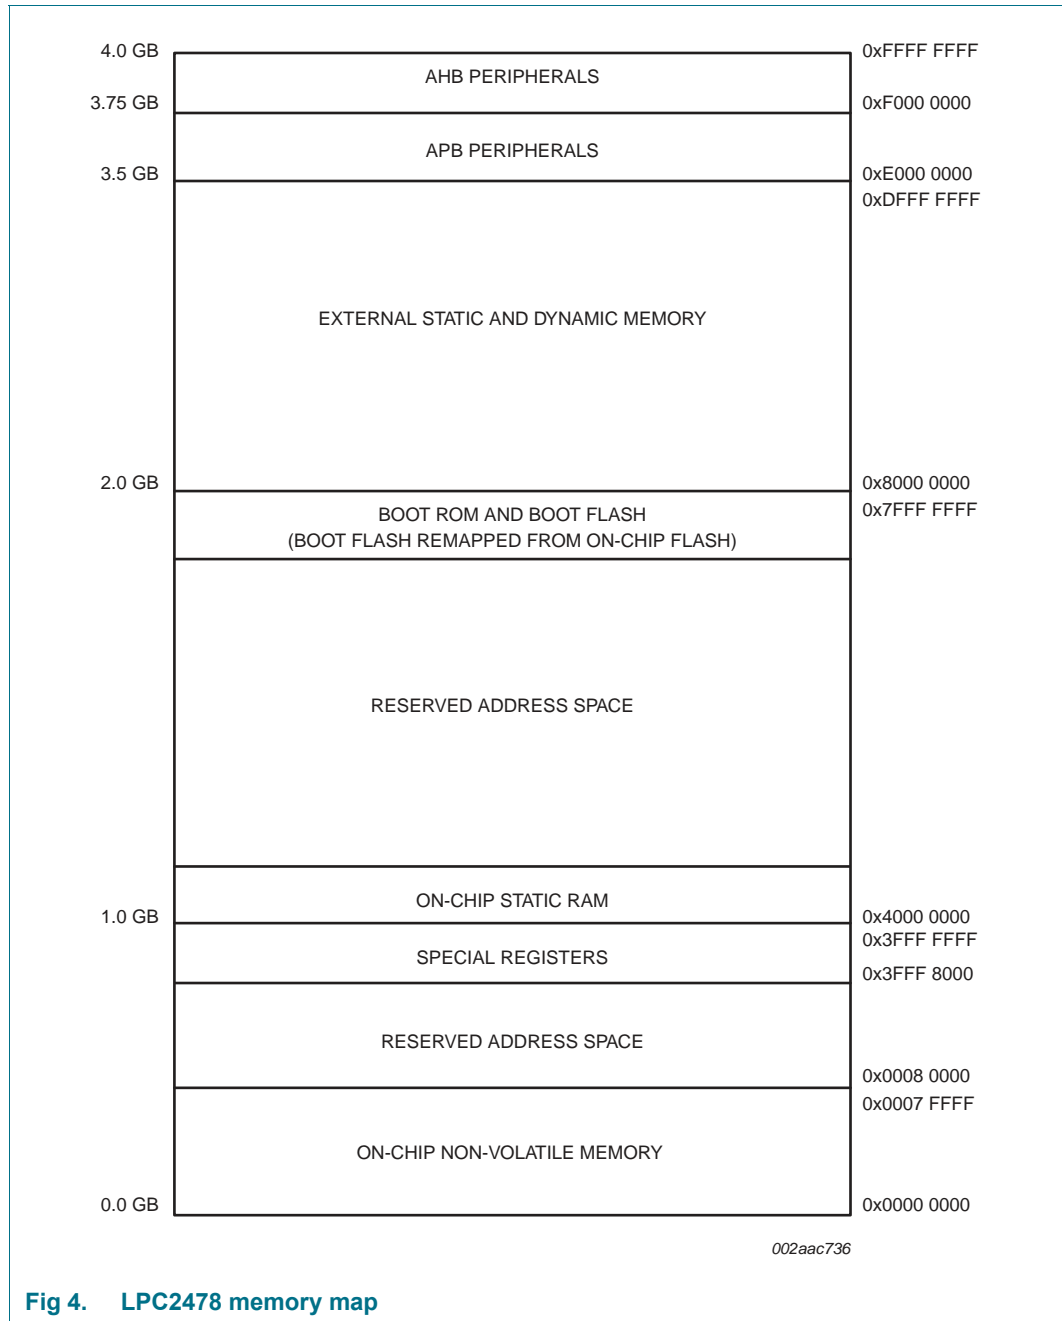 4.0 GB 0xFFFF FFFF
AHB PERIPHERALS
3.75 GB 0xF000 0000
APB PERIPHERALS
3.5 GB 0xE000 0000
0xDFFF FFFF
EXTERNAL STATIC AND DYNAMIC MEMORY
2.0 GB 0x8000 0000
0x7FFF FFFF
BOOT ROM AND BOOT FLASH
(BOOT FLASH REMAPPED FROM ON-CHIP FLASH)
RESERVED ADDRESS SPACE
ON-CHIP STATIC RAM
1.0 GB 0x4000 0000
0x3FFF FFFF
SPECIAL REGISTERS
0x3FFF 8000
RESERVED ADDRESS SPACE
0x0008 0000
0x0007 FFFF
ON-CHIP NON-VOLATILE MEMORY
0.0 GB 0x0000 0000
002aac736
Fig 4. LPC2478 memory map